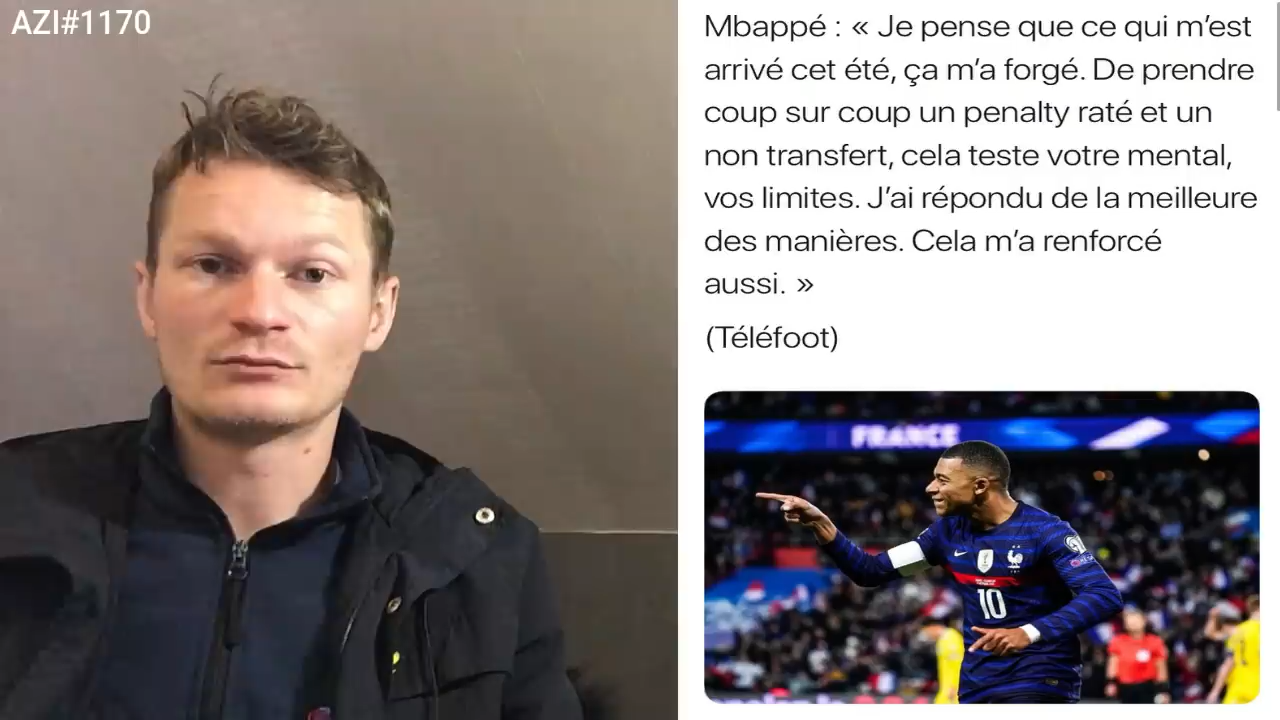 AZI#1170
Mbappé : « Je pense que ce qui m’est
arrivé cet été, ça m’a forgé. De prendre
coup sur coup un penalty raté et un
non transfert, cela teste votre mental,
vos limites. J’ai répondu de la meilleure
des manières. Cela m’a renforcé
aussi. »
(Téléfoot)
FRANCE
10